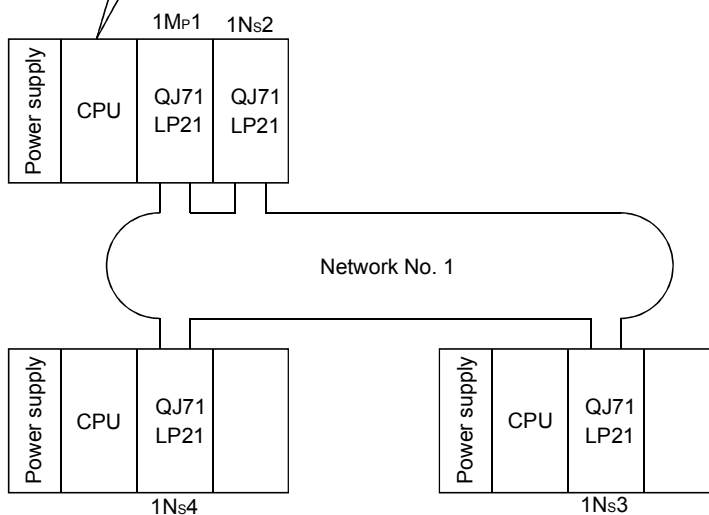 1MP1 1NS2
Power supply
CPU
QJ71
LP21
QJ71
LP21
Network No. 1
Power supply
CPU
QJ71
LP21
1NS4
Power supply
CPU
QJ71
LP21
1NS3